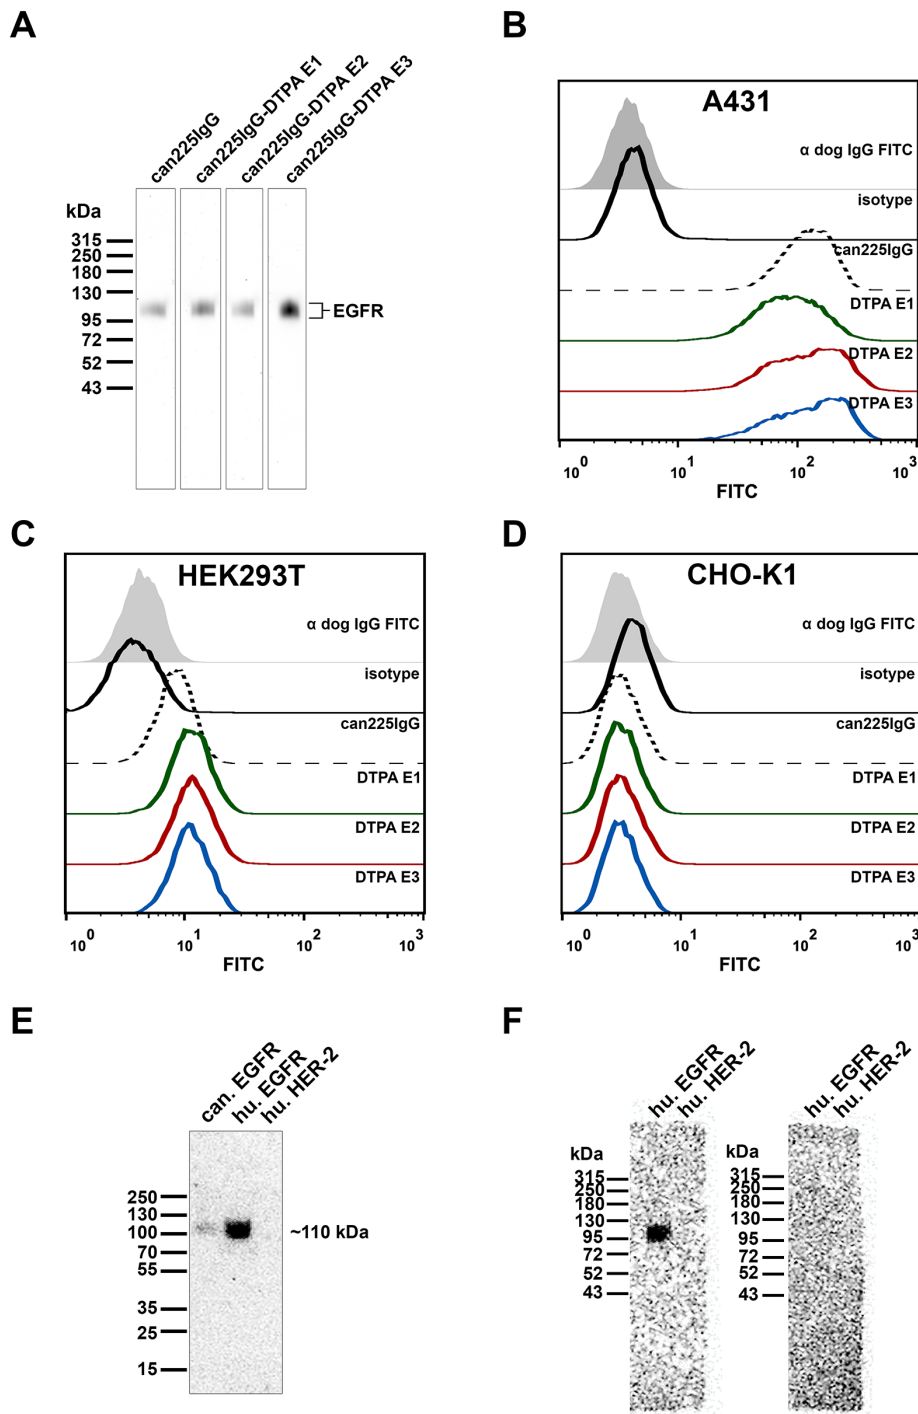 A
can225IgG
can225IgG-DTPA E1
can225IgG-DTPA E2
can225IgG-DTPA E3
kDa
315
250
180
130
95
72
52
43
EGFR
B
A431
α dog IgG FITC
isotype
can225IgG
DTPA E1
DTPA E2
DTPA E3
10⁰ 10¹ 10² 10³
FITC
C
HEK293T
α dog IgG FITC
isotype
can225IgG
DTPA E1
DTPA E2
DTPA E3
10⁰ 10¹ 10² 10³
FITC
D
CHO-K1
α dog IgG FITC
isotype
can225IgG
DTPA E1
DTPA E2
DTPA E3
10⁰ 10¹ 10² 10³
FITC
E
can. EGFR
hu. EGFR
hu. HER-2
250
130
100
70
55
35
25
15
~110 kDa
F
hu. EGFR
hu. HER-2
kDa
315
250
180
130
95
72
52
43
hu. EGFR
hu. HER-2
kDa
315
250
180
130
95
72
52
43